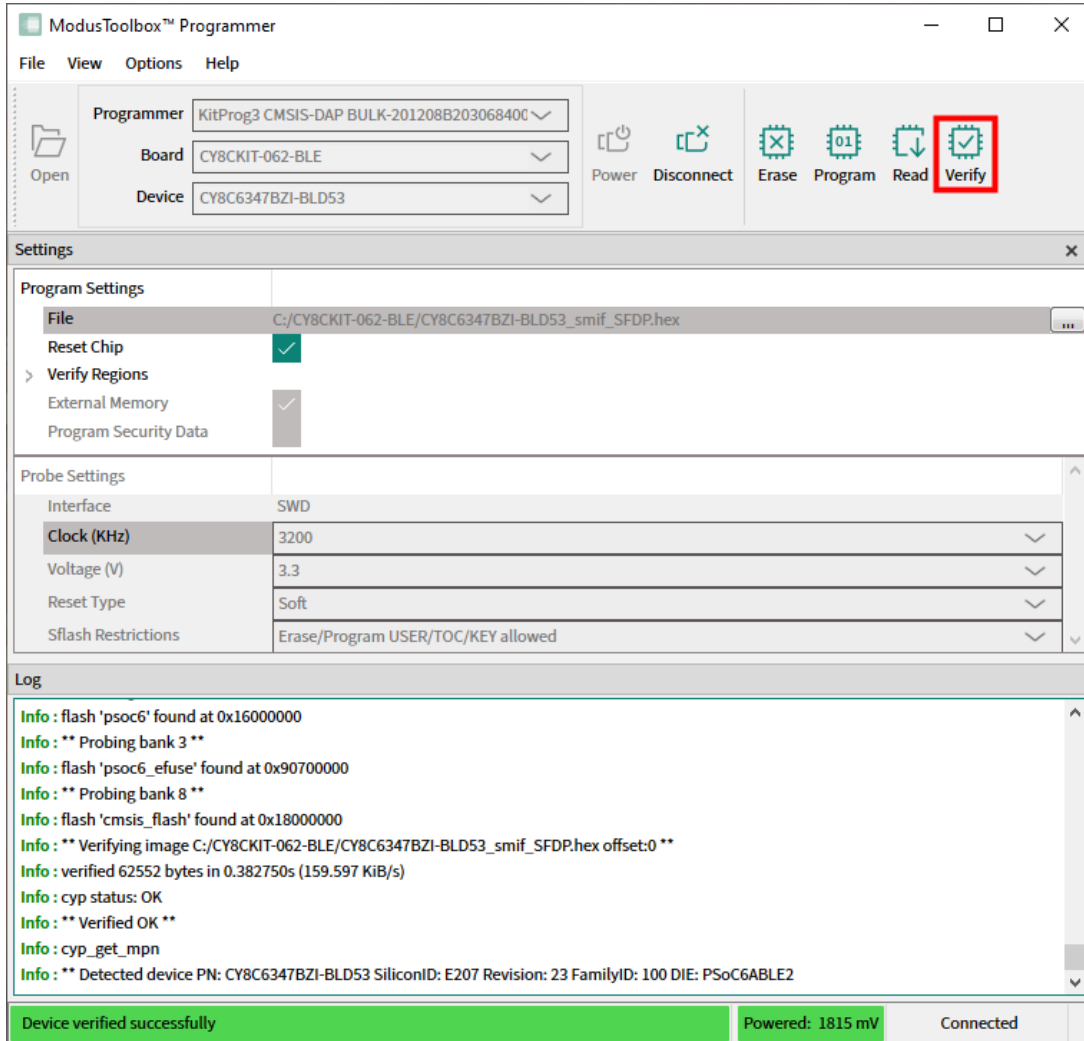 ModusToolbox™ Programmer
File View Options Help
Open
Programmer KitProg3 CMSIS-DAP BULK-201208B203068400
Board CY8CKIT-062-BLE
Device CY8C6347BZI-BLD53
Power Disconnect Erase Program Read Verify
01
Settings
Program Settings
File C:/CY8CKIT-062-BLE/CY8C6347BZI-BLD53_smif_SFDP.hex ...
Reset Chip
Verify Regions
External Memory
Program Security Data
Probe Settings
Interface SWD
Clock (KHz) 3200
Voltage (V) 3.3
Reset Type Soft
Sflash Restrictions Erase/Program USER/TOC/KEY allowed
Log
Info : flash 'psoc6' found at 0x16000000
Info : ** Probing bank 3 **
Info : flash 'psoc6_efuse' found at 0x90700000
Info : ** Probing bank 8 **
Info : flash 'cmsis_flash' found at 0x18000000
Info : ** Verifying image C:/CY8CKIT-062-BLE/CY8C6347BZI-BLD53_smif_SFDP.hex offset:0 **
Info : verified 62552 bytes in 0.382750s (159.597 KiB/s)
Info : cyp status: OK
Info : ** Verified OK **
Info : cyp_get_mpn
Info : ** Detected device PN: CY8C6347BZI-BLD53 SiliconID: E207 Revision: 23 FamilyID: 100 DIE: PSoC6ABLE2
Device verified successfully Powered: 1815 mV Connected